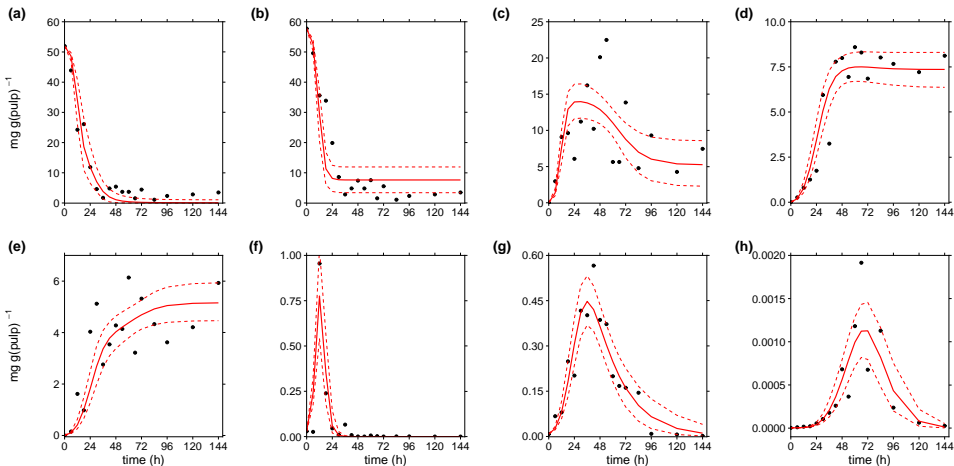 (a) (b) (c) (d)
mg g(pulp) ⁻¹
60 50 40 30 20 10 0
0 24 48 72 96 120 144
60 50 40 30 20 10 0
0 24 48 72 96 120 144
25 20 15 10 5 0
0 24 48 72 96 120 144
10.0 7.5 5.0 2.5 0.0
0 24 48 72 96 120 144
(e) (f) (g) (h)
mg g(pulp) ⁻¹
6 4 2 0
0 24 48 72 96 120 144
time (h)
1.00 0.75 0.50 0.25 0.00
0 24 48 72 96 120 144
time (h)
0.60 0.45 0.30 0.15 0.00
0 24 48 72 96 120 144
time (h)
0.0020 0.0015 0.0010 0.0005 0.0000
0 24 48 72 96 120 144
time (h)